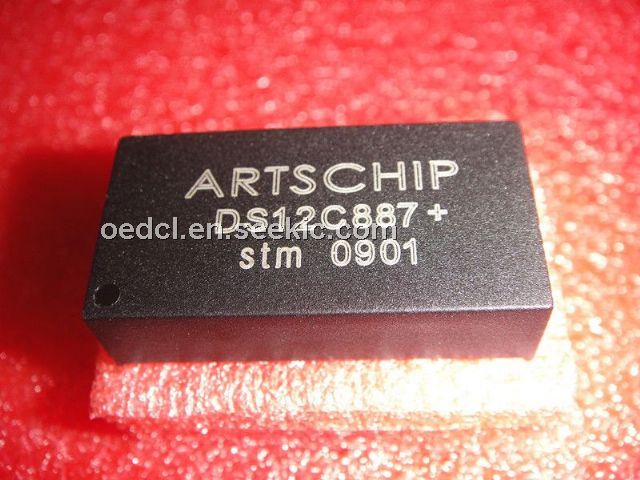 ARTSCHIP
DS12C887+
oedcl.en.seekic.com
stm 0901